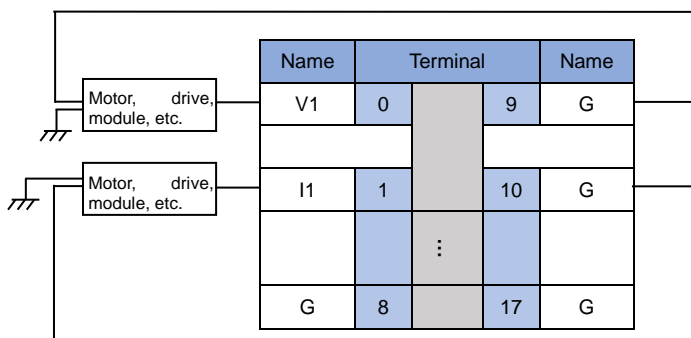 Name Terminal Name
Motor, drive,
module, etc.
V1 0 9 G
Motor, drive,
module, etc.
I1 1 10 G
⋮
G 8 17 G